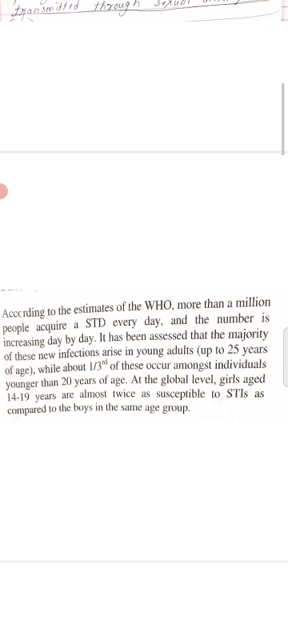 transmitted through sexual
According to the estimates of the WHO, more than a million
people acquire a STD every day, and the number is
increasing day by day. It has been assessed that the majority
of these new infections arise in young adults (up to 25 years
of age), while about 1/3rd of these occur amongst individuals
younger than 20 years of age. At the global level, girls aged
14-19 years are almost twice as susceptible to STIs as
compared to the boys in the same age group.